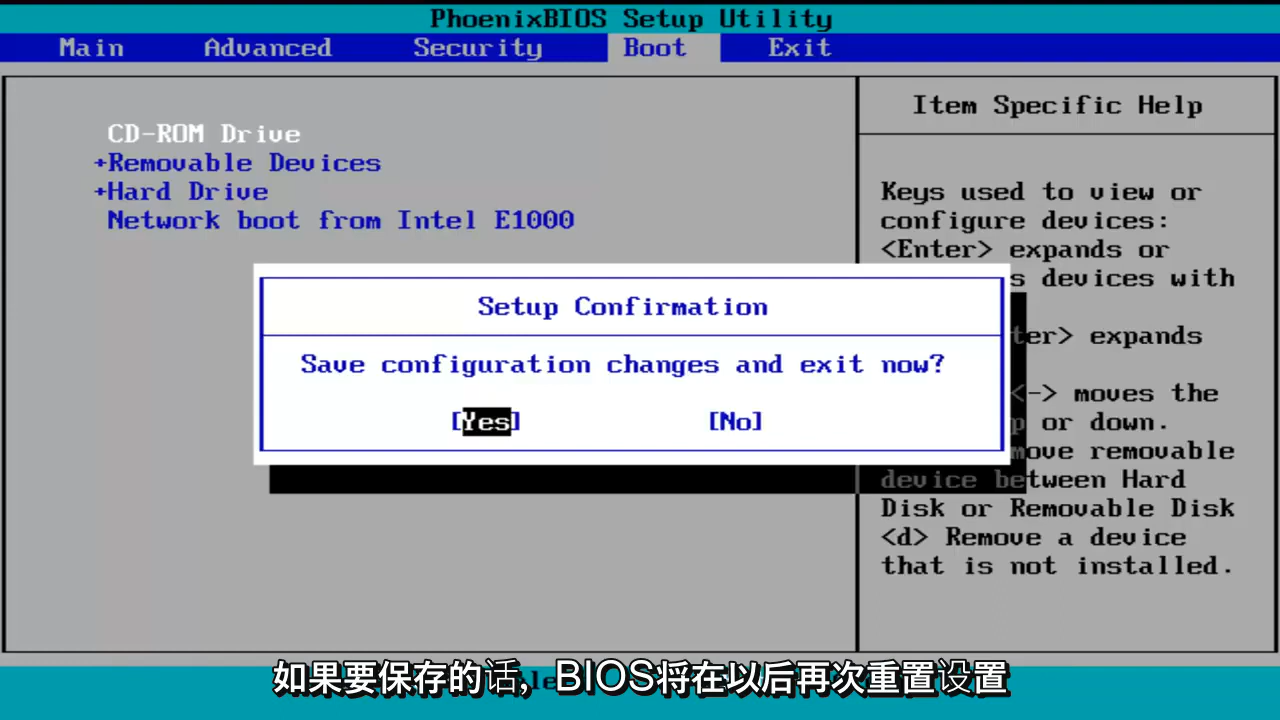 PhoenixBIOS Setup Utility
Main Advanced Security Boot Exit
CD-ROM Drive
+Removable Devices
+Hard Drive
Network boot from Intel E1000
Item Specific Help
Keys used to view or
configure devices:
<Enter> expands or
s devices with
ter> expands
<-> moves the
p or down.
move removable
device between Hard
Disk or Removable Disk
<d> Remove a device
that is not installed.
Setup Confirmation
Save configuration changes and exit now?
[Yes] [No]
如果要保存的话，BIOS将在以后再次重置设置